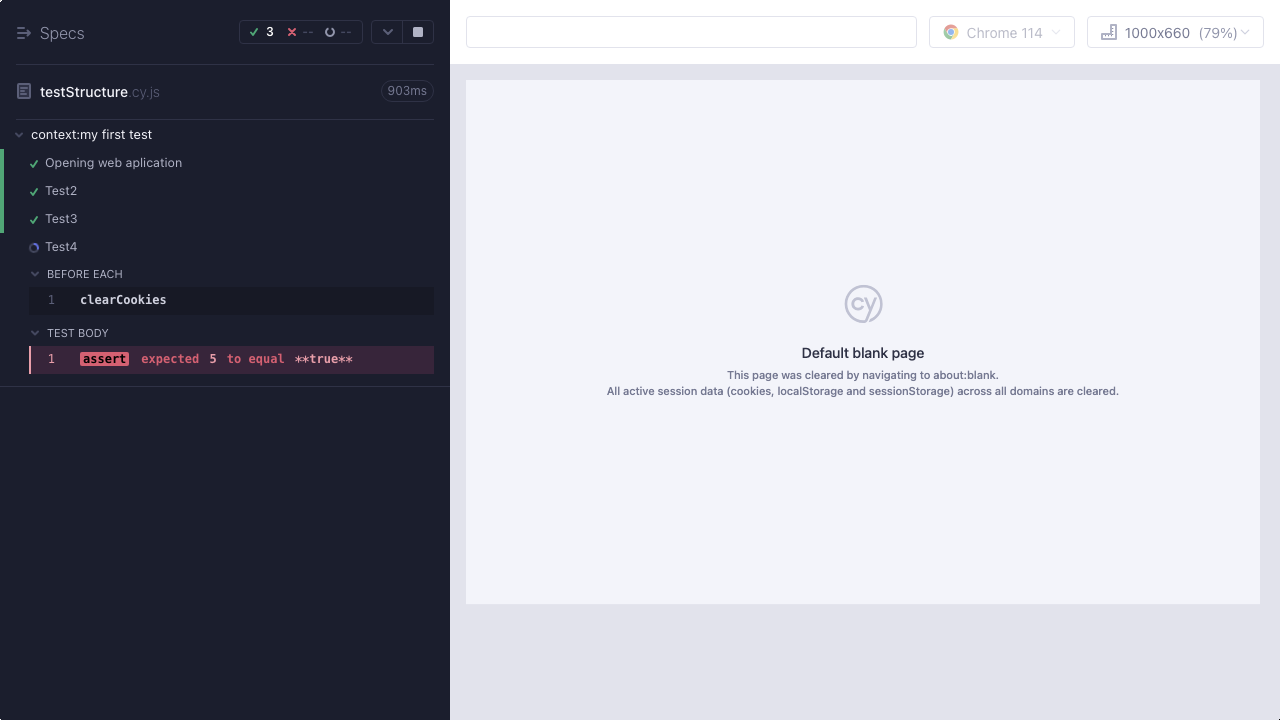 Specs
3 -- --
testStructure.cy.js 903ms
context:my first test
Opening web aplication
Test2
Test3
Test4
BEFORE EACH
1 clearCookies
TEST BODY
1 assert expected 5 to equal **true**
Chrome 114
1000x660 (79%)
cy
Default blank page
This page was cleared by navigating to about:blank.
All active session data (cookies, localStorage and sessionStorage) across all domains are cleared.